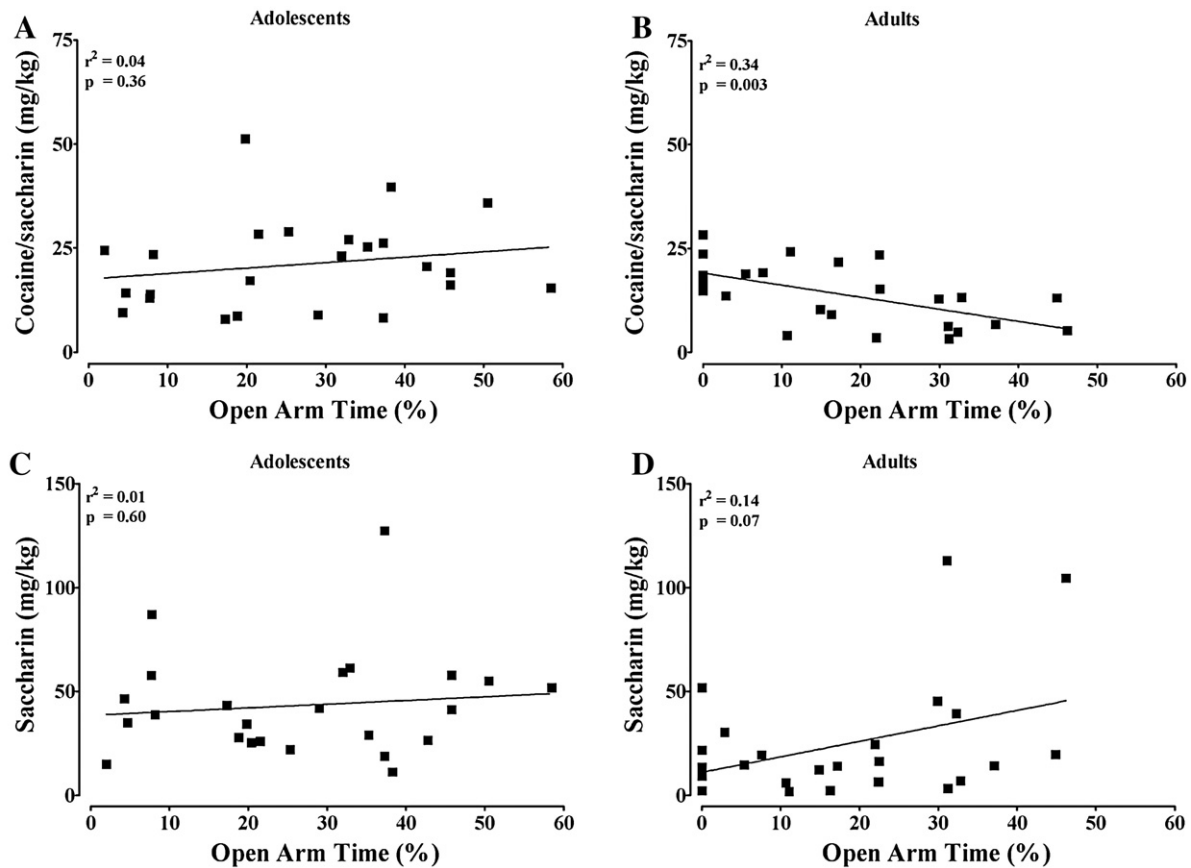 A
Adolescents
r² = 0.04
p = 0.36
75
50
25
0
Cocaine/saccharin (mg/kg)
0 10 20 30 40 50 60
Open Arm Time (%)
B
Adults
r² = 0.34
p = 0.003
75
50
25
0
Cocaine/saccharin (mg/kg)
0 10 20 30 40 50 60
Open Arm Time (%)
C
Adolescents
r² = 0.01
p = 0.60
150
100
50
0
Saccharin (mg/kg)
0 10 20 30 40 50 60
Open Arm Time (%)
D
Adults
r² = 0.14
p = 0.07
150
100
50
0
Saccharin (mg/kg)
0 10 20 30 40 50 60
Open Arm Time (%)